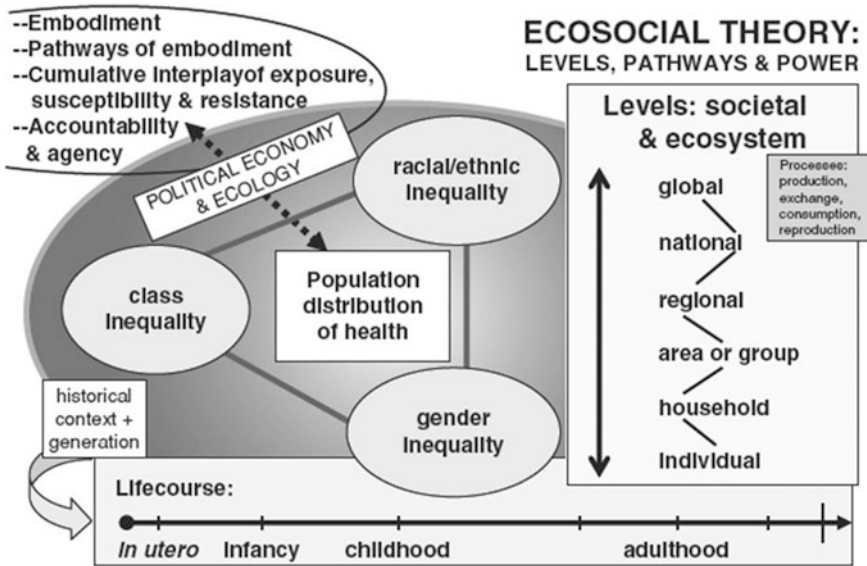 --Embodiment
--Pathways of embodiment
--Cumulative interplayof exposure,
susceptibility & resistance
--Accountability
& agency
ECOSOCIAL THEORY:
LEVELS, PATHWAYS & POWER
POLITICAL ECONOMY
& ECOLOGY
racial/ethnic
inequality
class
inequality
Population
distribution
of health
gender
inequality
historical
context +
generation
Levels: societal
& ecosystem
global
national
regional
area or group
household
individual
Processes:
production,
exchange,
consumption,
reproduction
Lifecourse:
In utero
infancy
childhood
adulthood